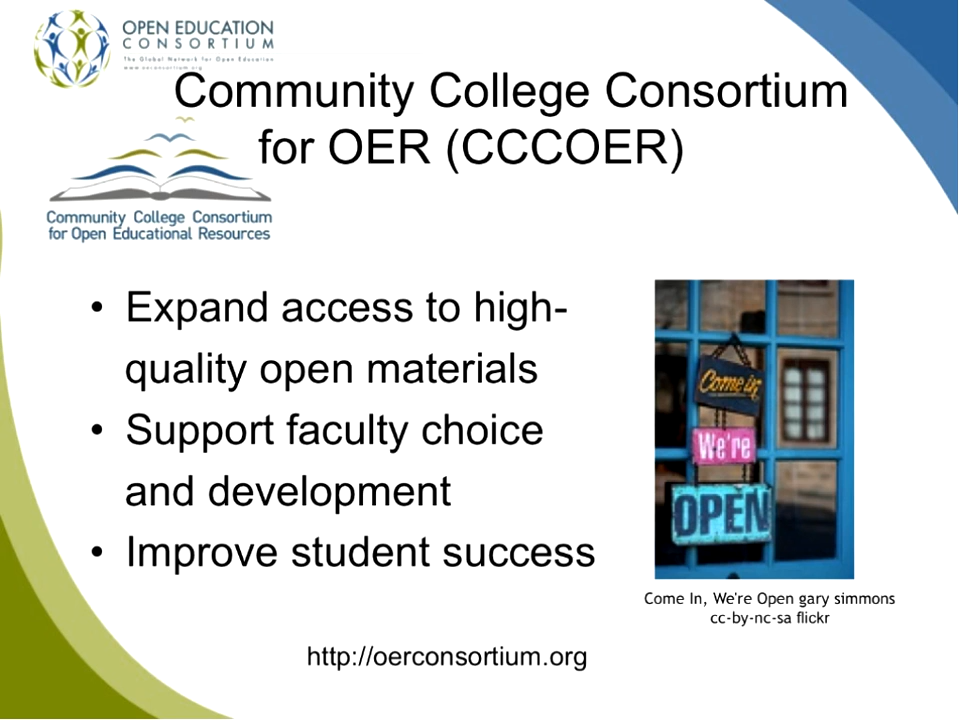 OPEN EDUCATION
CONSORTIUM
The Global Network for Open Education
www.oeconsortium.org
Community College Consortium
for OER (CCCOER)
Community College Consortium
for Open Educational Resources
• Expand access to high-
quality open materials
• Support faculty choice
and development
• Improve student success
Come in
We're
OPEN
Come In, We're Open gary simmons
cc-by-nc-sa flickr
http://oerconsortium.org